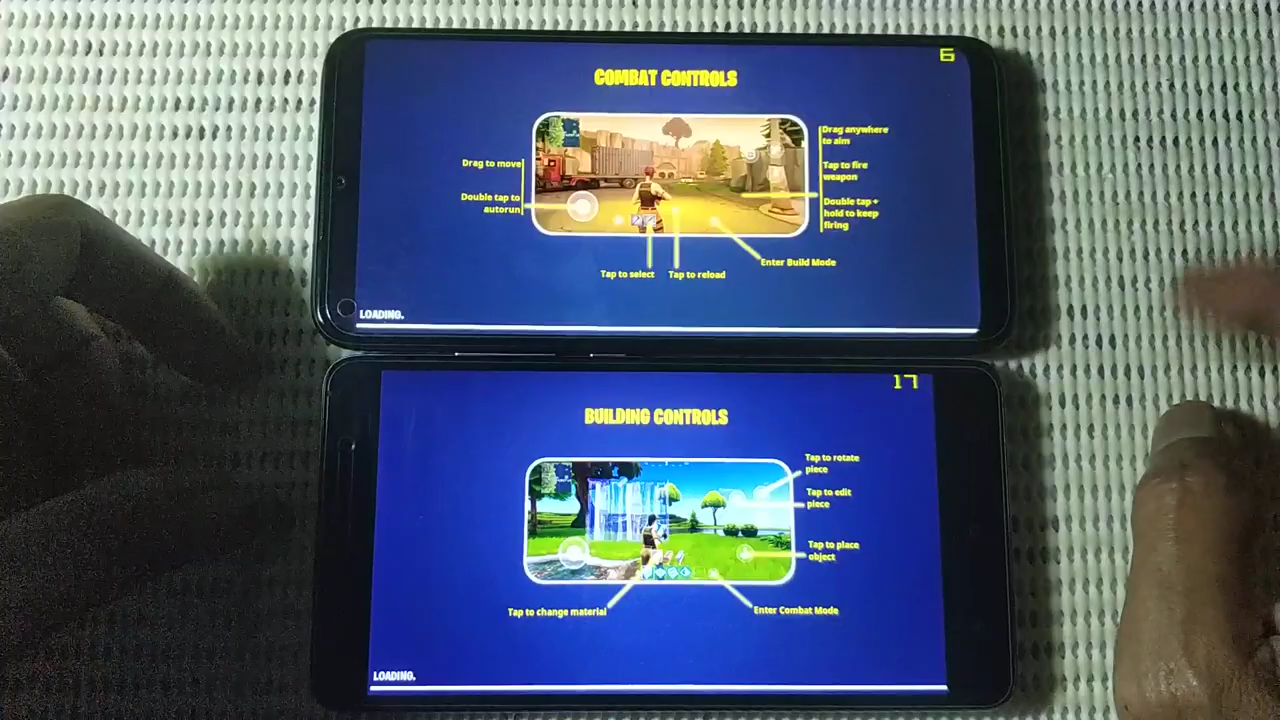 6
COMBAT CONTROLS
Drag to move
Double tap to
autorun
Drag anywhere
to aim
Tap to fire
weapon
Double tap +
hold to keep
firing
Tap to select
Tap to reload
Enter Build Mode
LOADING.
17
BUILDING CONTROLS
Tap to rotate
piece
Tap to edit
piece
Tap to place
object
Tap to change material
Enter Combat Mode
LOADING.